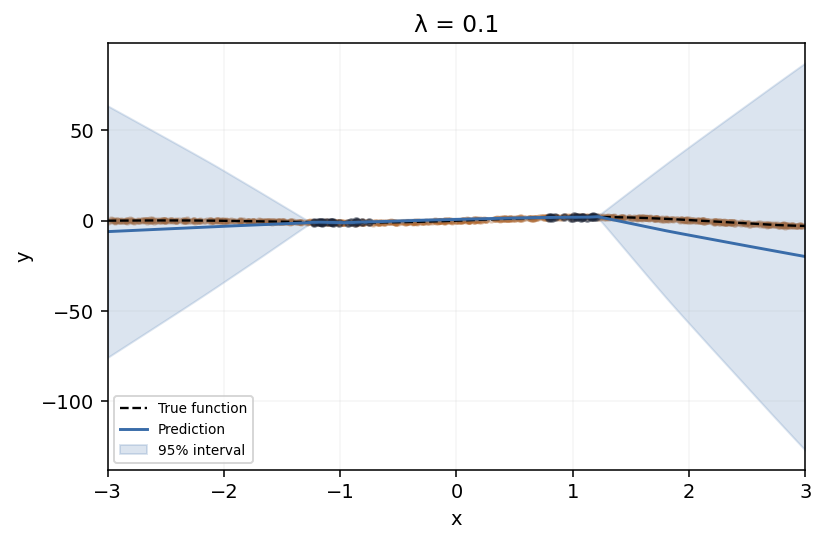 λ = 0.1
y
50
0
−50
−100
True function
Prediction
95% interval
−3
−2
−1
0
1
2
3
x